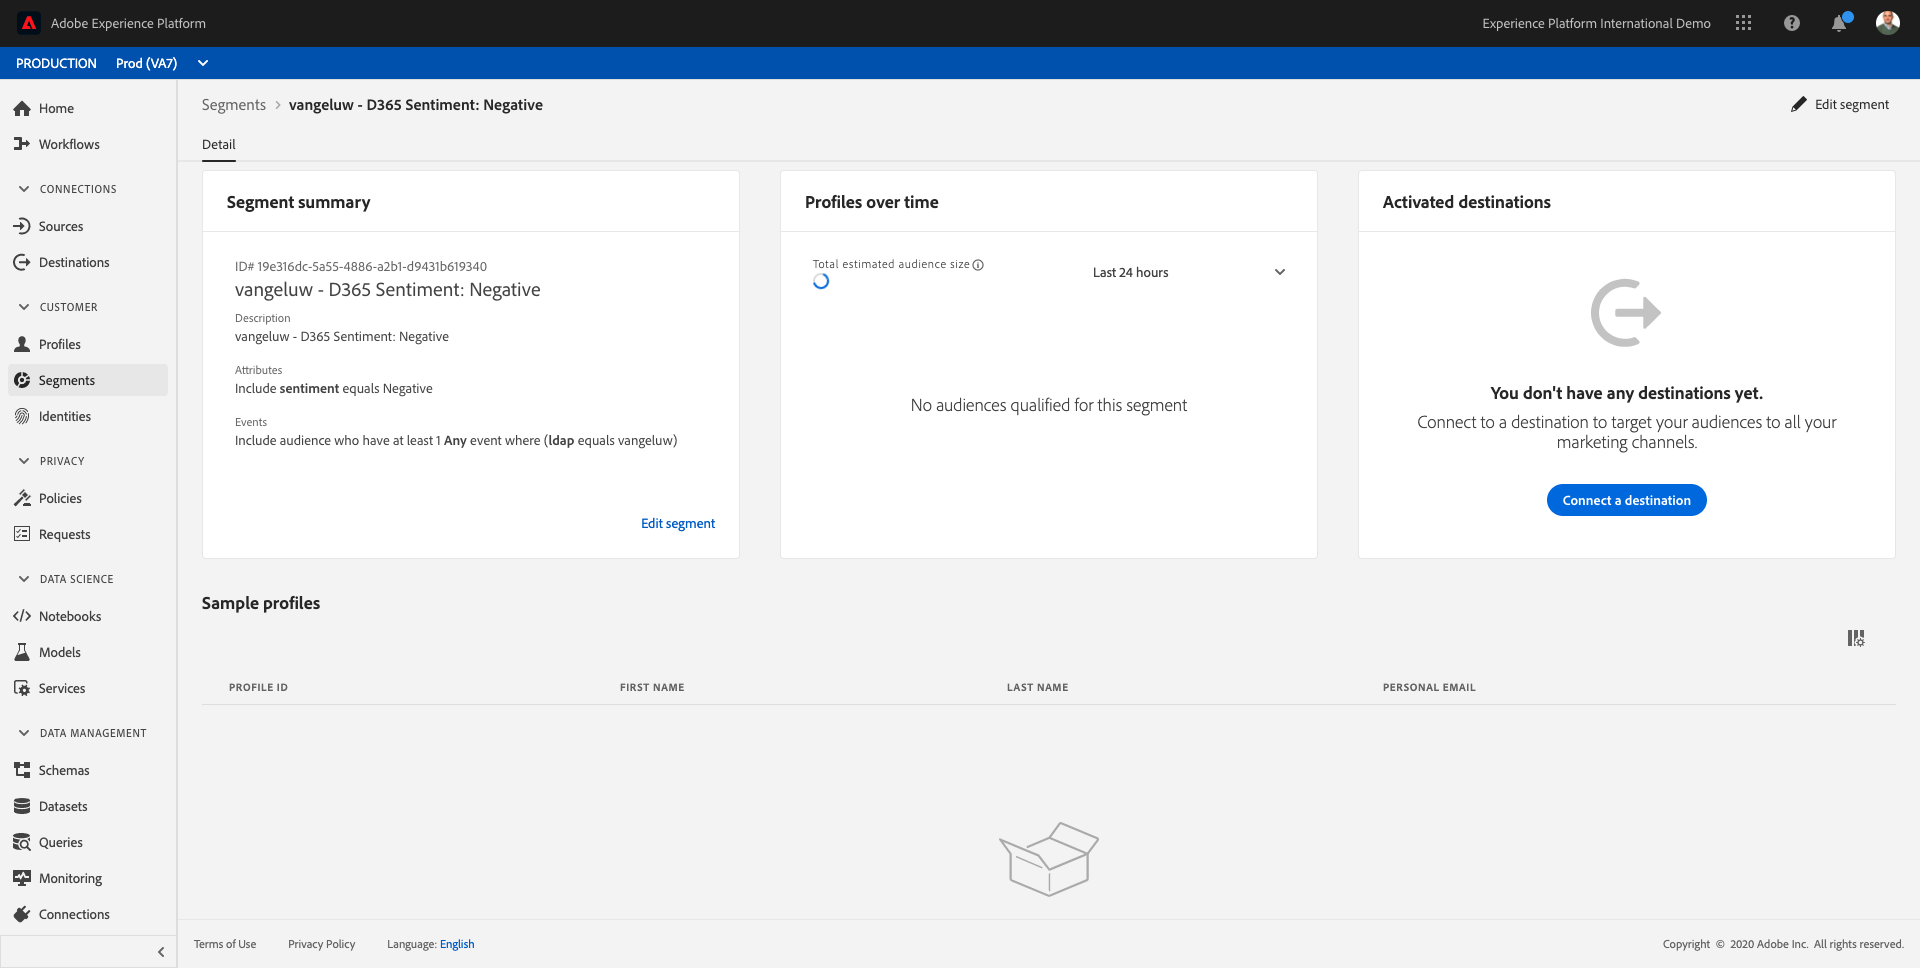 Adobe Experience Platform
Experience Platform International Demo
PRODUCTION Prod (VA7)
Home
Workflows
CONNECTIONS
Sources
Destinations
CUSTOMER
Profiles
Segments
Identities
PRIVACY
Policies
Requests
DATA SCIENCE
Notebooks
Models
Services
DATA MANAGEMENT
Schemas
Datasets
Queries
Monitoring
Connections
Segments > vangeluw - D365 Sentiment: Negative
Edit segment
Detail
Segment summary
ID# 19e316dc-5a55-4886-a2b1-d9431b619340
vangeluw - D365 Sentiment: Negative
Description
vangeluw - D365 Sentiment: Negative
Attributes
Include sentiment equals Negative
Events
Include audience who have at least 1 Any event where (ldap equals vangeluw)
Edit segment
Profiles over time
Total estimated audience size
Last 24 hours
No audiences qualified for this segment
Activated destinations
You don't have any destinations yet.
Connect to a destination to target your audiences to all your
marketing channels.
Connect a destination
Sample profiles
PROFILE ID FIRST NAME LAST NAME PERSONAL EMAIL
Terms of Use Privacy Policy Language: English
Copyright © 2020 Adobe Inc. All rights reserved.